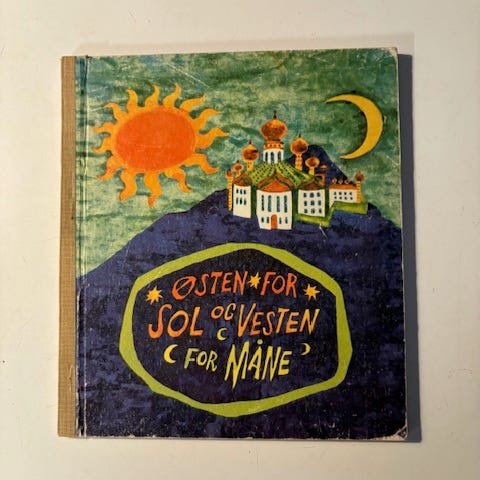 ØSTEN FOR
SOL OG VESTEN
FOR MÅNE